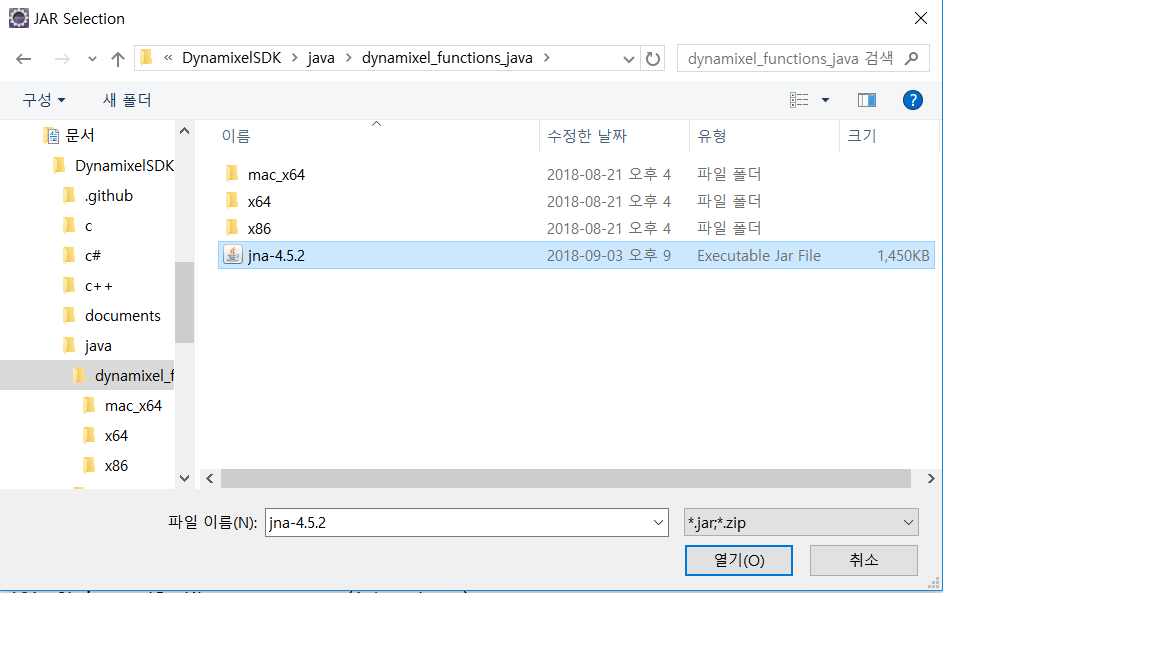 JAR Selection
« DynamixelSDK > java > dynamixel_functions_java >
dynamixel_functions_java 검색
구성
새 폴더
?
문서
DynamixelSDK
.github
c
c#
c++
documents
java
dynamixel_f
mac_x64
x64
x86
이름 수정한 날짜 유형 크기
mac_x64 2018-08-21 오후 4 파일 폴더
x64 2018-08-21 오후 4 파일 폴더
x86 2018-08-21 오후 4 파일 폴더
jna-4.5.2 2018-09-03 오후 9 Executable Jar File 1,450KB
파일 이름(N): jna-4.5.2 *.jar;*.zip
열기(O) 취소